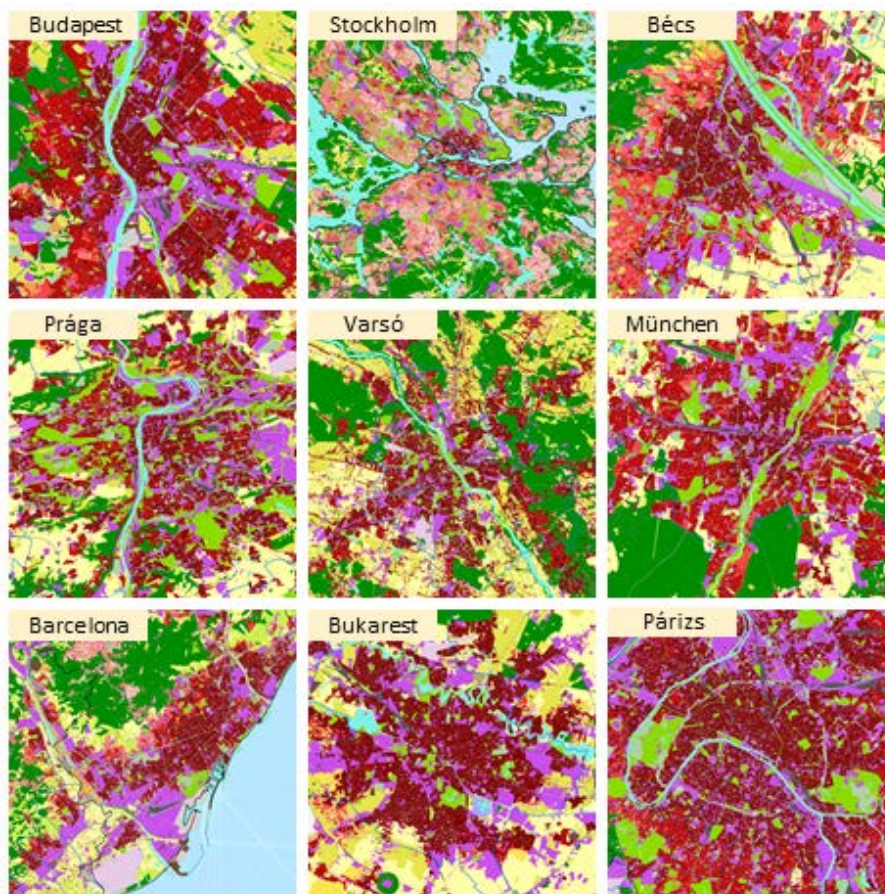 Budapest
Stockholm
Bécs
Prága
Varsó
München
Barcelona
Bukarest
Párizs